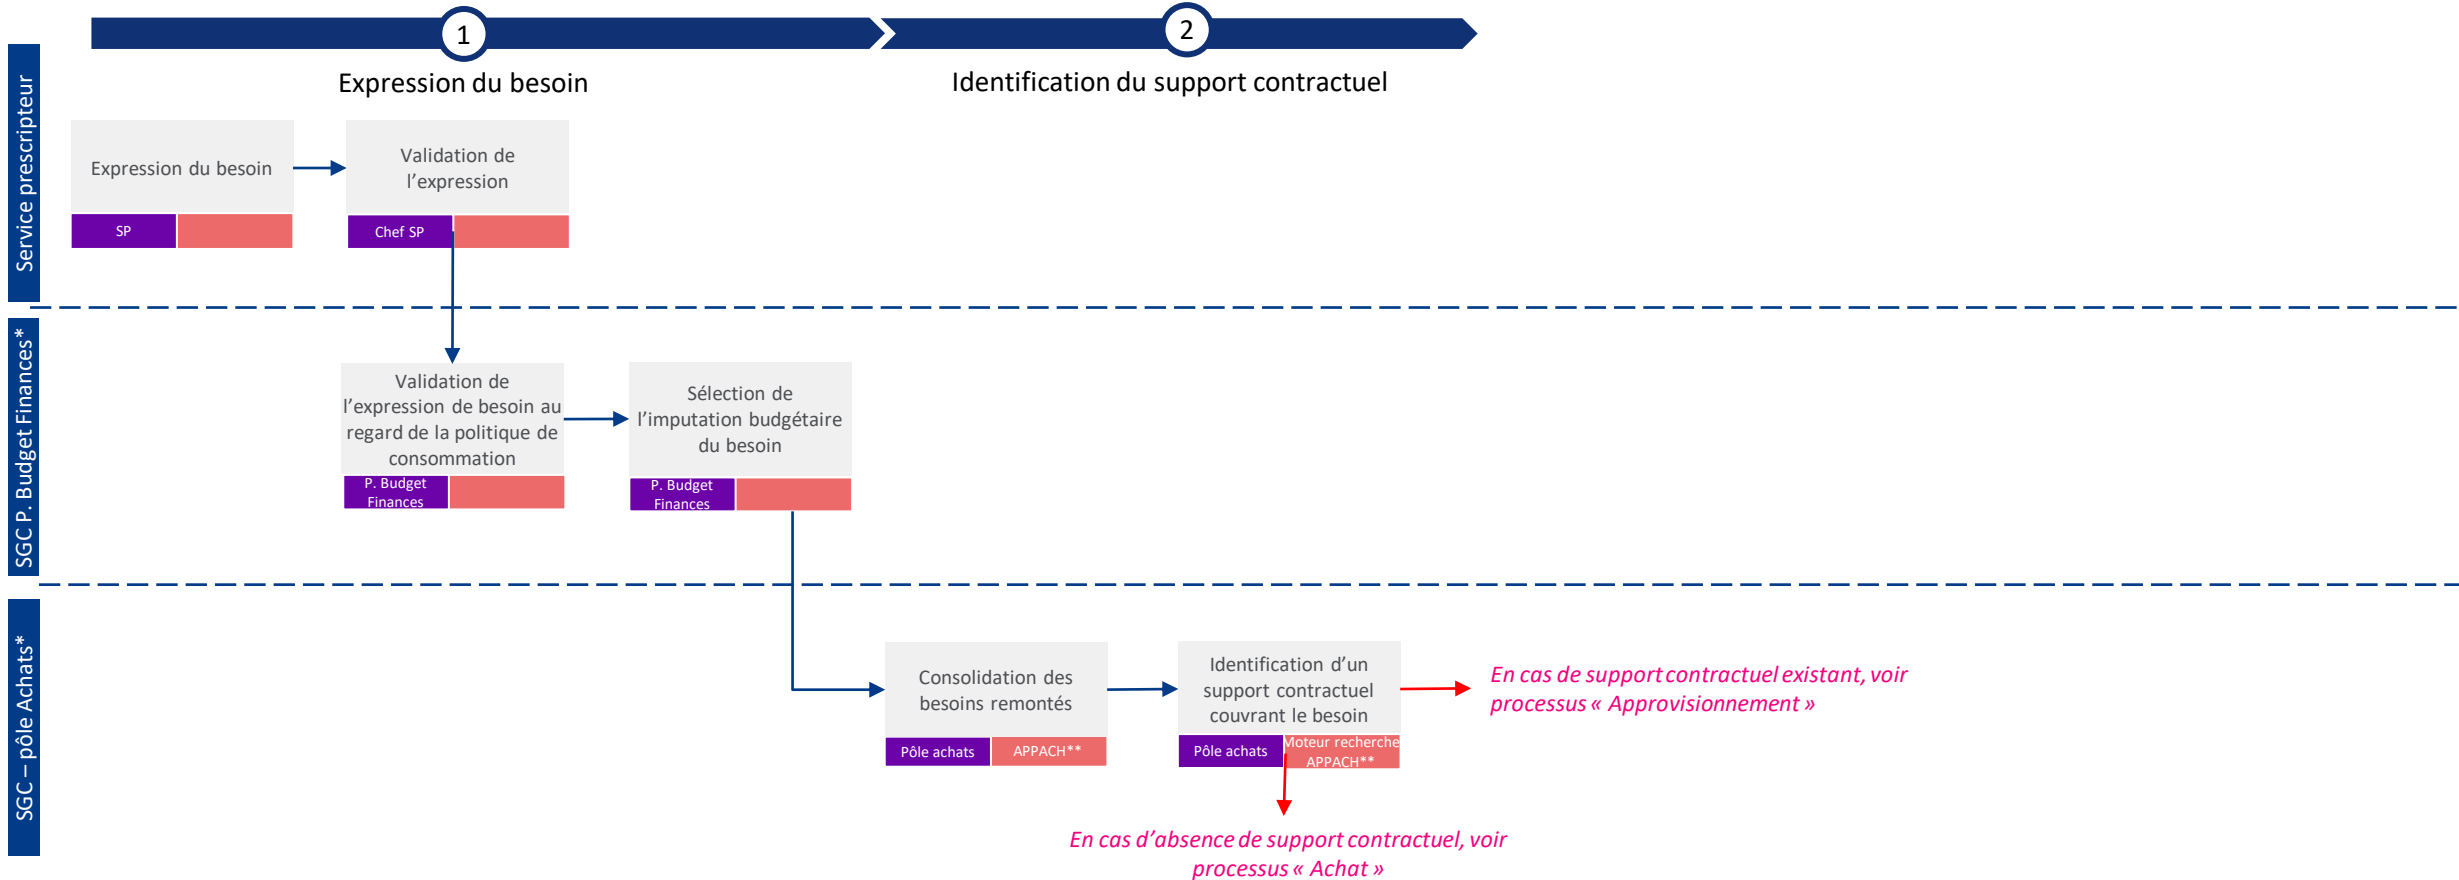 1
2
Expression du besoin
Identification du support contractuel
Service prescripteur
Expression du besoin
SP
Validation de
l’expression
Chef SP
SGC P. Budget Finances*
Validation de
l’expression de besoin au
regard de la politique de
consommation
P. Budget
Finances
Sélection de
l’imputation budgétaire
du besoin
P. Budget
Finances
SGC – pôle Achats*
Consolidation des
besoins remontés
Pôle achats
APPACH**
Identification d’un
support contractuel
couvrant le besoin
Pôle achats
Moteur recherche
APPACH**
En cas de support contractuel existant, voir
processus « Approvisionnement »
En cas d’absence de support contractuel, voir
processus « Achat »